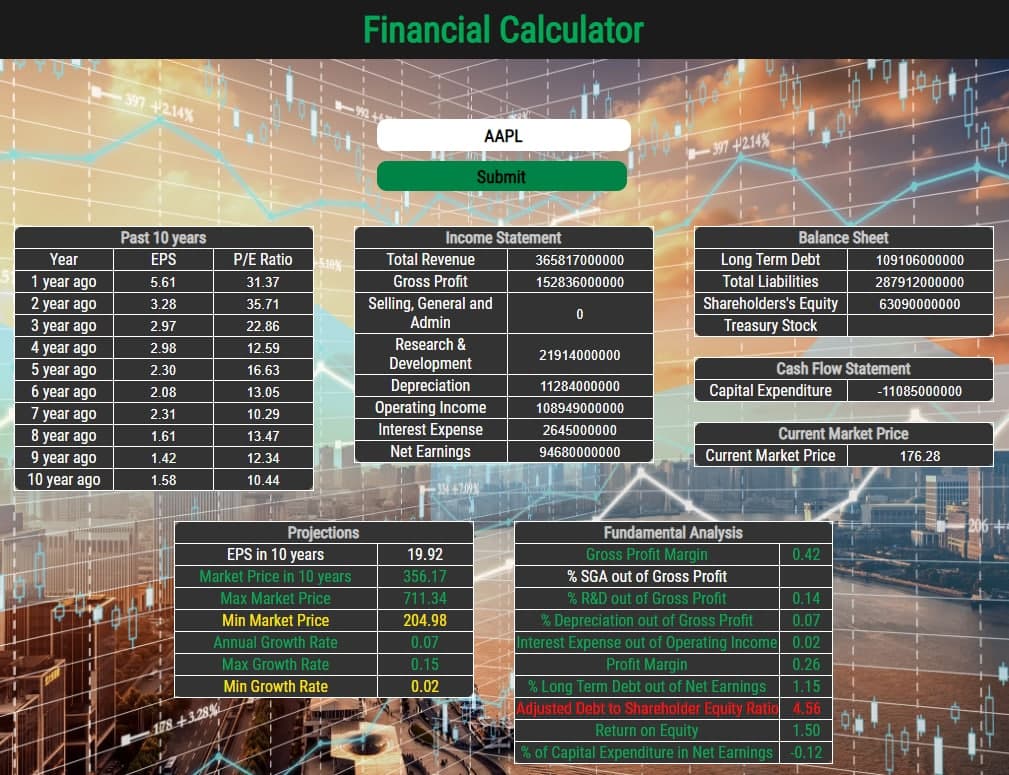 Financial Calculator
397 +2.14%
397 +2.14%
AAPL
Submit
Past 10 years
Year EPS P/E Ratio
1 year ago 5.61 31.37
2 year ago 3.28 35.71
3 year ago 2.97 22.86
4 year ago 2.98 12.59
5 year ago 2.30 16.63
6 year ago 2.08 13.05
7 year ago 2.31 10.29
8 year ago 1.61 13.47
9 year ago 1.42 12.34
10 year ago 1.58 10.44
Income Statement
Total Revenue 365817000000
Gross Profit 152836000000
Selling, General and
Admin 0
Research &
Development 21914000000
Depreciation 11284000000
Operating Income 108949000000
Interest Expense 2645000000
Net Earnings 94680000000
Balance Sheet
Long Term Debt 109106000000
Total Liabilities 287912000000
Shareholders's Equity 63090000000
Treasury Stock
Cash Flow Statement
Capital Expenditure -11085000000
Current Market Price
Current Market Price 176.28
Projections
EPS in 10 years 19.92
Market Price in 10 years 356.17
Max Market Price 711.34
Min Market Price 204.98
Annual Growth Rate 0.07
Max Growth Rate 0.15
Min Growth Rate 0.02
Fundamental Analysis
Gross Profit Margin 0.42
% SGA out of Gross Profit
% R&D out of Gross Profit 0.14
% Depreciation out of Gross Profit 0.07
Interest Expense out of Operating Income 0.02
Profit Margin 0.26
% Long Term Debt out of Net Earnings 1.15
Adjusted Debt to Shareholder Equity Ratio 4.56
Return on Equity 1.50
% of Capital Expenditure in Net Earnings -0.12
178 +3.28%